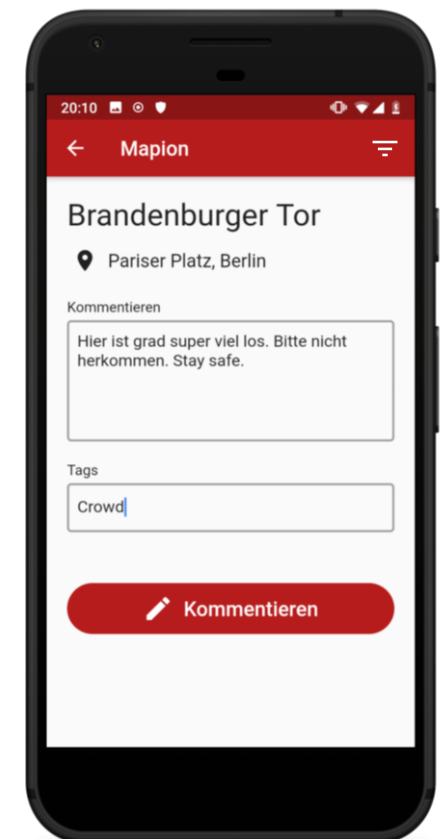 20:10
Mapion
Brandenburger Tor
Pariser Platz, Berlin
Kommentieren
Hier ist grad super viel los. Bitte nicht
herkommen. Stay safe.
Tags
Crowd
Kommentieren